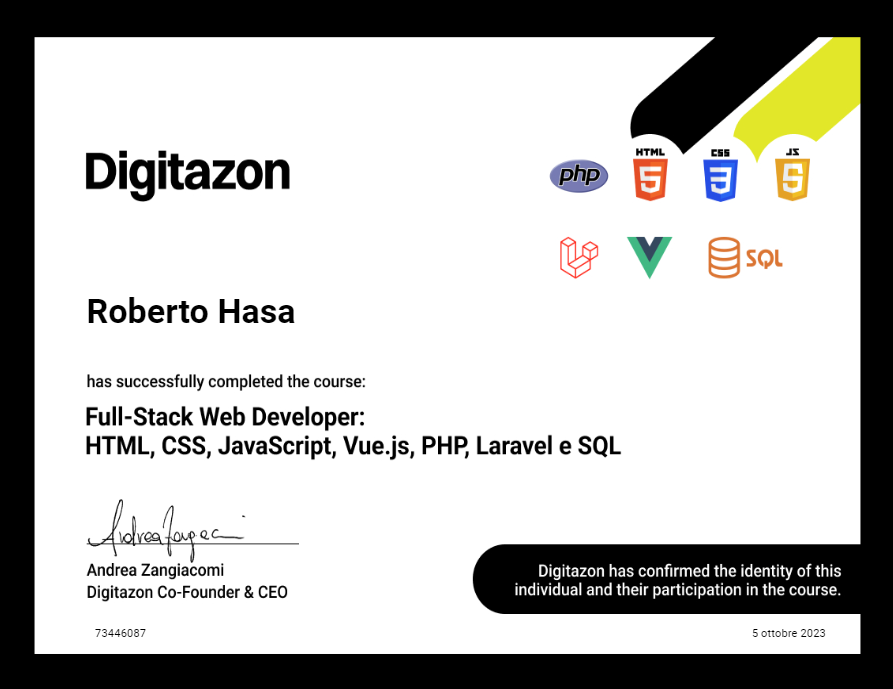 Digitazon
php
HTML
CSS
JS
SQL
Roberto Hasa
has successfully completed the course:
Full-Stack Web Developer:
HTML, CSS, JavaScript, Vue.js, PHP, Laravel e SQL
Andrea Zangiacomi
Andrea Zangiacomi
Digitazon Co-Founder & CEO
Digitazon has confirmed the identity of this
individual and their participation in the course.
73446087
5 ottobre 2023